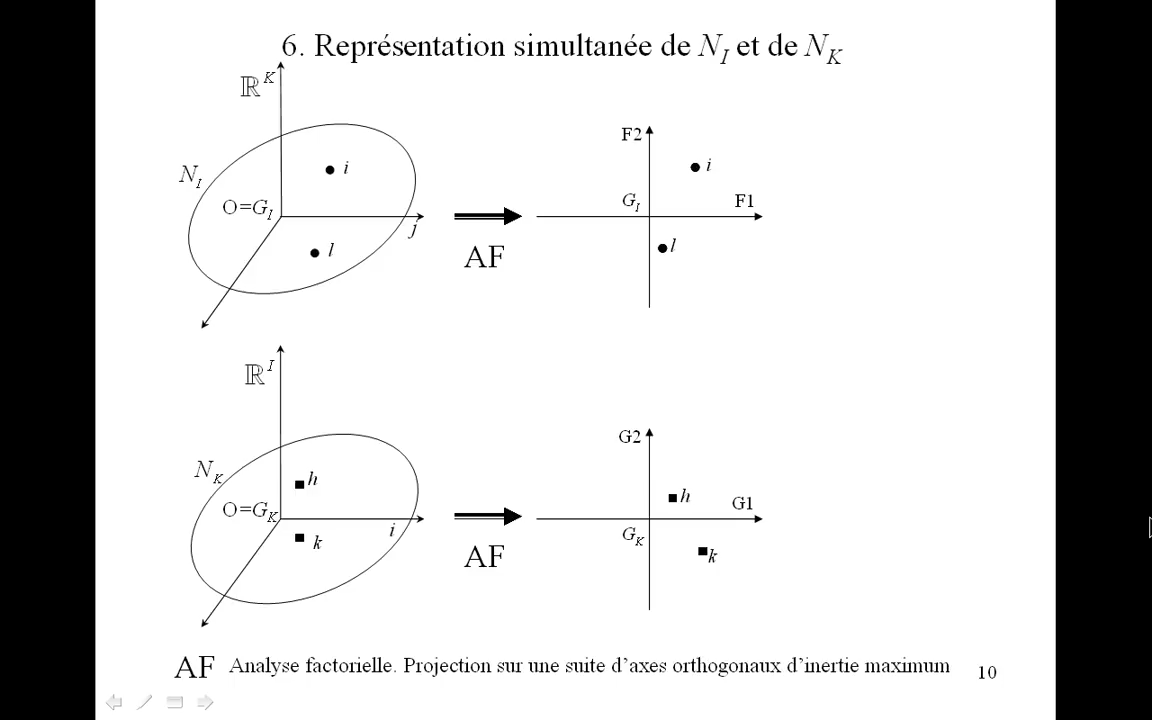 6. Représentation simultanée de N_I et de N_K
ℝ^K
N_I
i
O=G_I
j
l
AF
F2
i
G_I
F1
l
ℝ^I
N_K
h
O=G_K
i
k
AF
G2
h
G1
G_K
k
AF Analyse factorielle. Projection sur une suite d'axes orthogonaux d'inertie maximum
10